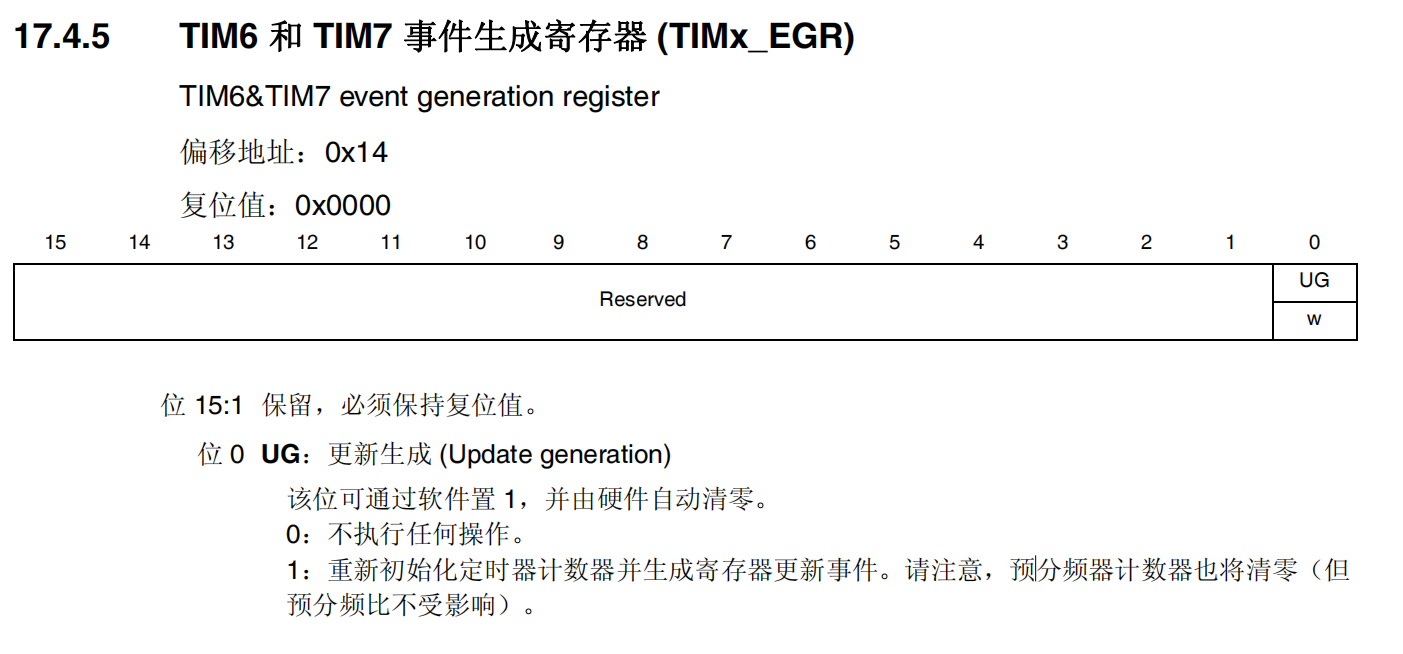 17.4.5 TIM6 和 TIM7 事件生成寄存器 (TIMx_EGR)
TIM6&TIM7 event generation register
偏移地址：0x14
复位值：0x0000
15 14 13 12 11 10 9 8 7 6 5 4 3 2 1 0
Reserved
UG
w
位 15:1 保留，必须保持复位值。
位 0 UG：更新生成 (Update generation)
该位可通过软件置 1，并由硬件自动清零。
0：不执行任何操作。
1：重新初始化定时器计数器并生成寄存器更新事件。请注意，预分频器计数器也将清零（但
预分频比不受影响）。